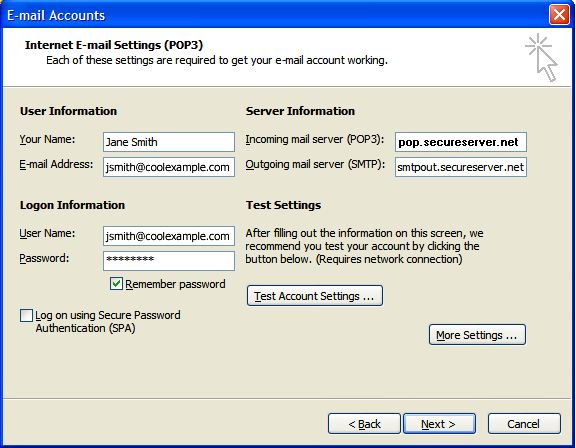 E-mail Accounts
Internet E-mail Settings (POP3)
Each of these settings are required to get your e-mail account working.
User Information
Your Name: Jane Smith
E-mail Address: jsmith@coolexample.com
Server Information
Incoming mail server (POP3): pop.secureserver.net
Outgoing mail server (SMTP): smtpout.secureserver.net
Logon Information
User Name: jsmith@coolexample.com
Password: ********
Remember password
Log on using Secure Password
Authentication (SPA)
Test Settings
After filling out the information on this screen, we
recommend you test your account by clicking the
button below. (Requires network connection)
Test Account Settings ...
More Settings ...
< Back
Next >
Cancel